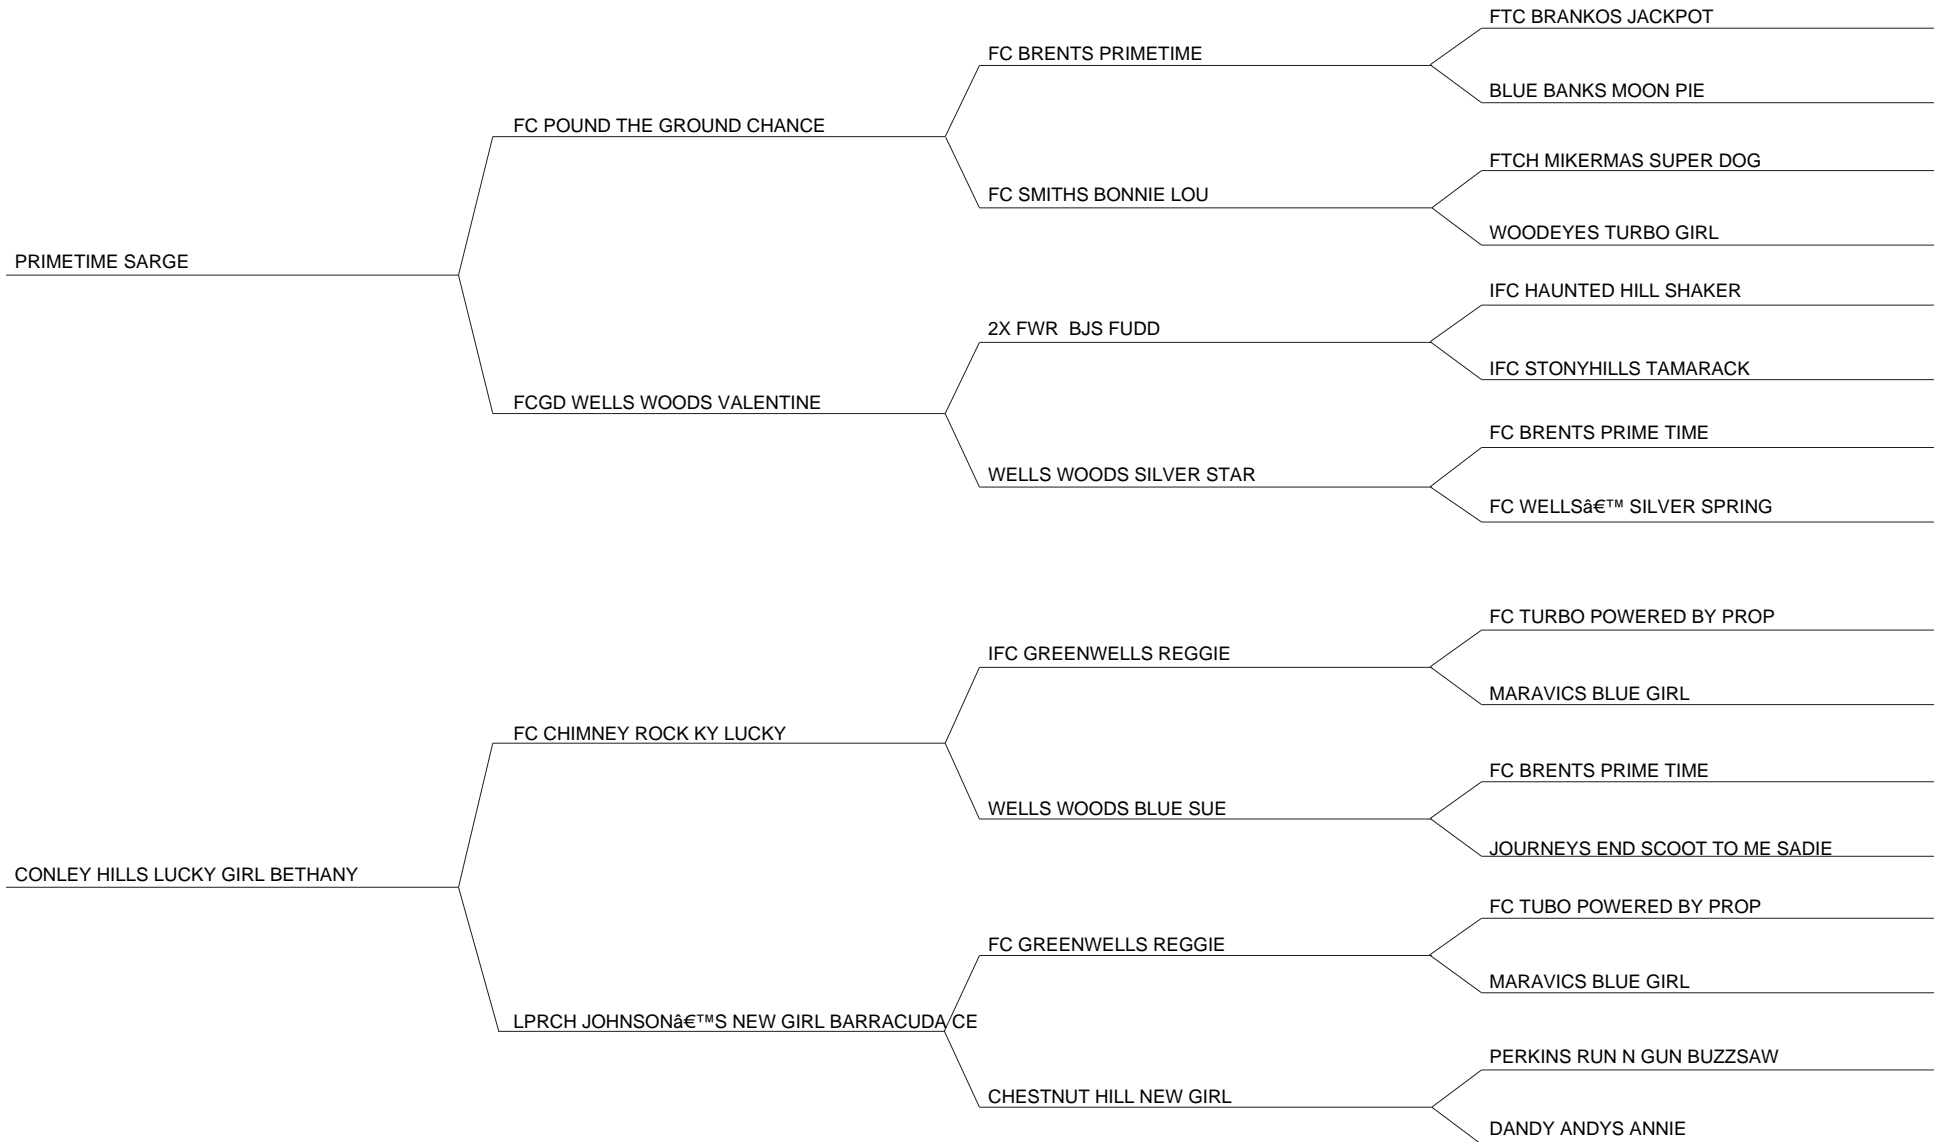 FTC BRANKOS JACKPOT
FC BRENTS PRIMETIME
BLUE BANKS MOON PIE
FC POUND THE GROUND CHANCE
FTCH MIKERMAS SUPER DOG
FC SMITHS BONNIE LOU
WOODEYES TURBO GIRL
PRIMETIME SARGE
IFC HAUNTED HILL SHAKER
2X FWR  BJS FUDD
IFC STONYHILLS TAMARACK
FCGD WELLS WOODS VALENTINE
FC BRENTS PRIME TIME
WELLS WOODS SILVER STAR
FC WELLSâ€™ SILVER SPRING
FC TURBO POWERED BY PROP
IFC GREENWELLS REGGIE
MARAVICS BLUE GIRL
FC CHIMNEY ROCK KY LUCKY
FC BRENTS PRIME TIME
WELLS WOODS BLUE SUE
JOURNEYS END SCOOT TO ME SADIE
CONLEY HILLS LUCKY GIRL BETHANY
FC TUBO POWERED BY PROP
FC GREENWELLS REGGIE
MARAVICS BLUE GIRL
LPRCH JOHNSONâ€™S NEW GIRL BARRACUDA CE
PERKINS RUN N GUN BUZZSAW
CHESTNUT HILL NEW GIRL
DANDY ANDYS ANNIE